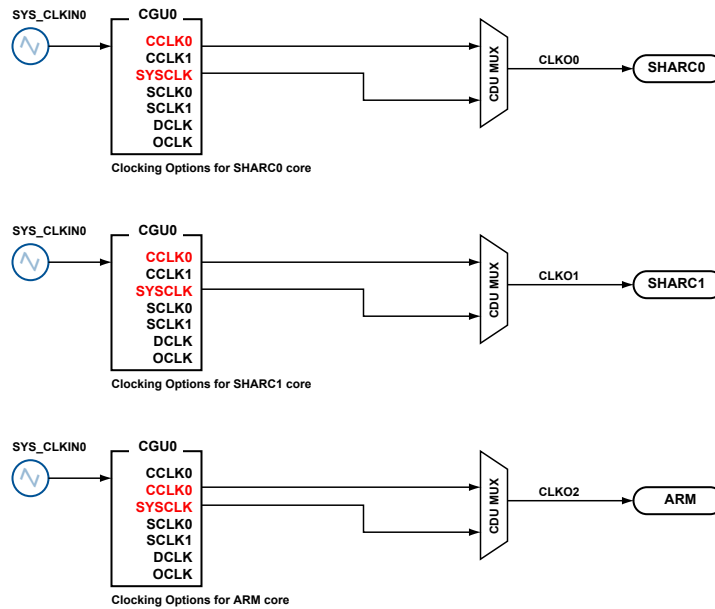 SYS_CLKIN0
CGU0
CCLK0
CCLK1
SYSCLK
SCLK0
SCLK1
DCLK
OCLK
CDU MUX
CLKO0
SHARC0
Clocking Options for SHARC0 core
SYS_CLKIN0
CGU0
CCLK0
CCLK1
SYSCLK
SCLK0
SCLK1
DCLK
OCLK
CDU MUX
CLKO1
SHARC1
Clocking Options for SHARC1 core
SYS_CLKIN0
CGU0
CCLK0
CCLK0
SYSCLK
SCLK0
SCLK1
DCLK
OCLK
CDU MUX
CLKO2
ARM
Clocking Options for ARM core